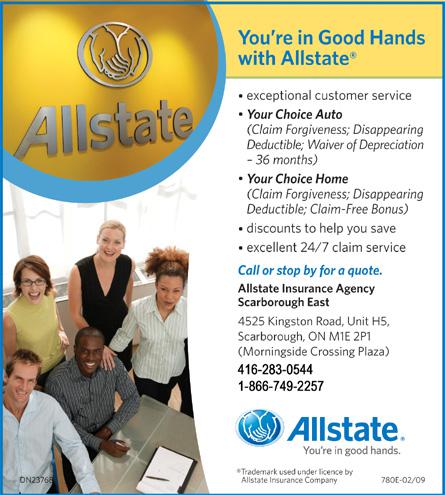 Allstate
You're in Good Hands
with Allstate®
• exceptional customer service
• Your Choice Auto
(Claim Forgiveness; Disappearing
Deductible; Waiver of Depreciation
– 36 months)
• Your Choice Home
(Claim Forgiveness; Disappearing
Deductible; Claim-Free Bonus)
• discounts to help you save
• excellent 24/7 claim service
Call or stop by for a quote.
Allstate Insurance Agency
Scarborough East
4525 Kingston Road, Unit H5,
Scarborough, ON M1E 2P1
(Morningside Crossing Plaza)
416-283-0544
1-866-749-2257
Allstate®
You're in good hands.
®Trademark used under licence by
Allstate Insurance Company
780E-02/09